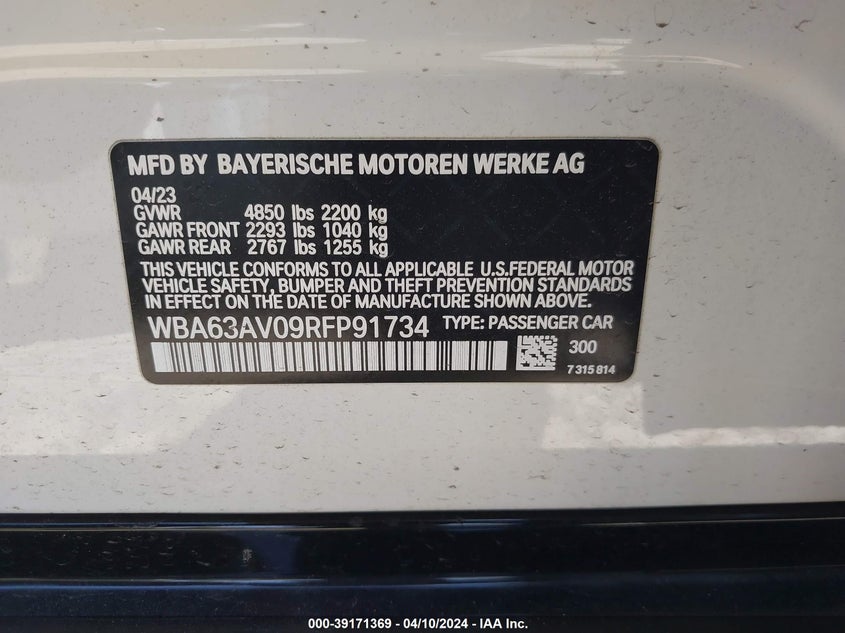 MFD BY BAYERISCHE MOTOREN WERKE AG
04/23
GVWR 4850 lbs 2200 kg
GAWR FRONT 2293 lbs 1040 kg
GAWR REAR 2767 lbs 1255 kg
THIS VEHICLE CONFORMS TO ALL APPLICABLE U.S.FEDERAL MOTOR
VEHICLE SAFETY, BUMPER AND THEFT PREVENTION STANDARDS
IN EFFECT ON THE DATE OF MANUFACTURE SHOWN ABOVE.
WBA63AV09RFP91734 TYPE: PASSENGER CAR
300
7 315 814
000-39171369 - 04/10/2024 - IAA Inc.